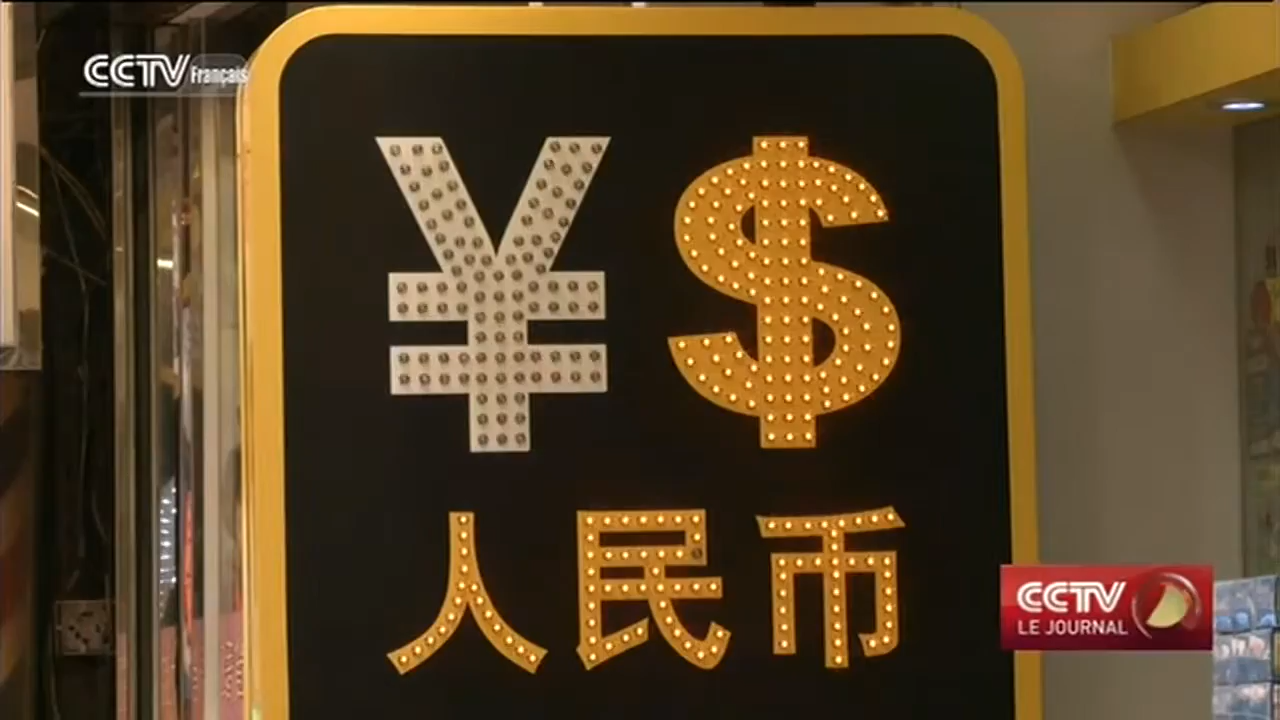 CCTV Français
¥ $
人民币
CCTV
LE JOURNAL